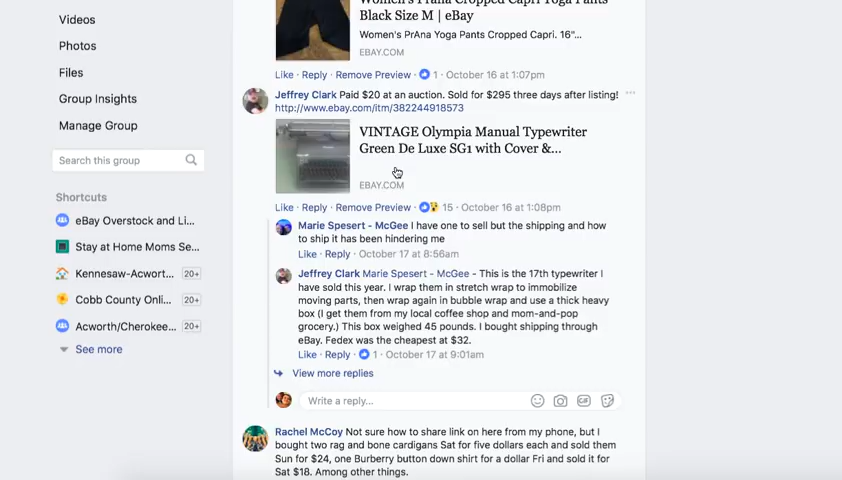 Videos
Photos
Files
Group Insights
Manage Group
Search this group
Shortcuts
eBay Overstock and Li...
Stay at Home Moms Se...
Kennesaw-Acwort... 20+
Cobb County Onli... 20+
Acworth/Cherokee... 20+
See more
Women's PrAna Cropped Capri Yoga Pants
Black Size M | eBay
Women's PrAna Yoga Pants Cropped Capri. 16"...
EBAY.COM
Like · Reply · Remove Preview · 1 · October 16 at 1:07pm
Jeffrey Clark Paid $20 at an auction. Sold for $295 three days after listing!
http://www.ebay.com/itm/382244918573
VINTAGE Olympia Manual Typewriter
Green De Luxe SG1 with Cover &...
EBAY.COM
Like · Reply · Remove Preview · 15 · October 16 at 1:08pm
Marie Spesert - McGee I have one to sell but the shipping and how
to ship it has been hindering me
Like · Reply · October 17 at 8:56am
Jeffrey Clark Marie Spesert - McGee - This is the 17th typewriter I
have sold this year. I wrap them in stretch wrap to immobilize
moving parts, then wrap again in bubble wrap and use a thick heavy
box (I get them from my local coffee shop and mom-and-pop
grocery.) This box weighed 45 pounds. I bought shipping through
eBay. Fedex was the cheapest at $32.
Like · Reply · 1 · October 17 at 9:01am
View more replies
Write a reply...
GIF
Rachel McCoy Not sure how to share link on here from my phone, but I
bought two rag and bone cardigans Sat for five dollars each and sold them
Sun for $24, one Burberry button down shirt for a dollar Fri and sold it for
Sat $18. Among other things.